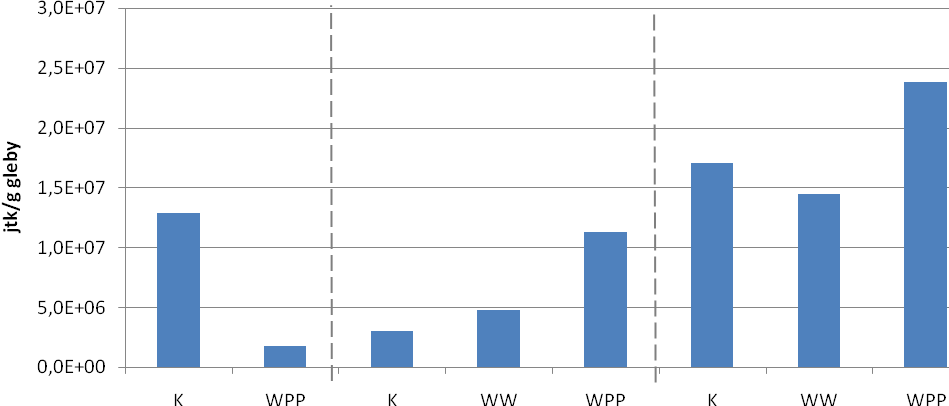 jtk/g gleby
3,0E+07
2,5E+07
2,0E+07
1,5E+07
1,0E+07
5,0E+06
0,0E+00
K WPP K WW WPP K WW WPP